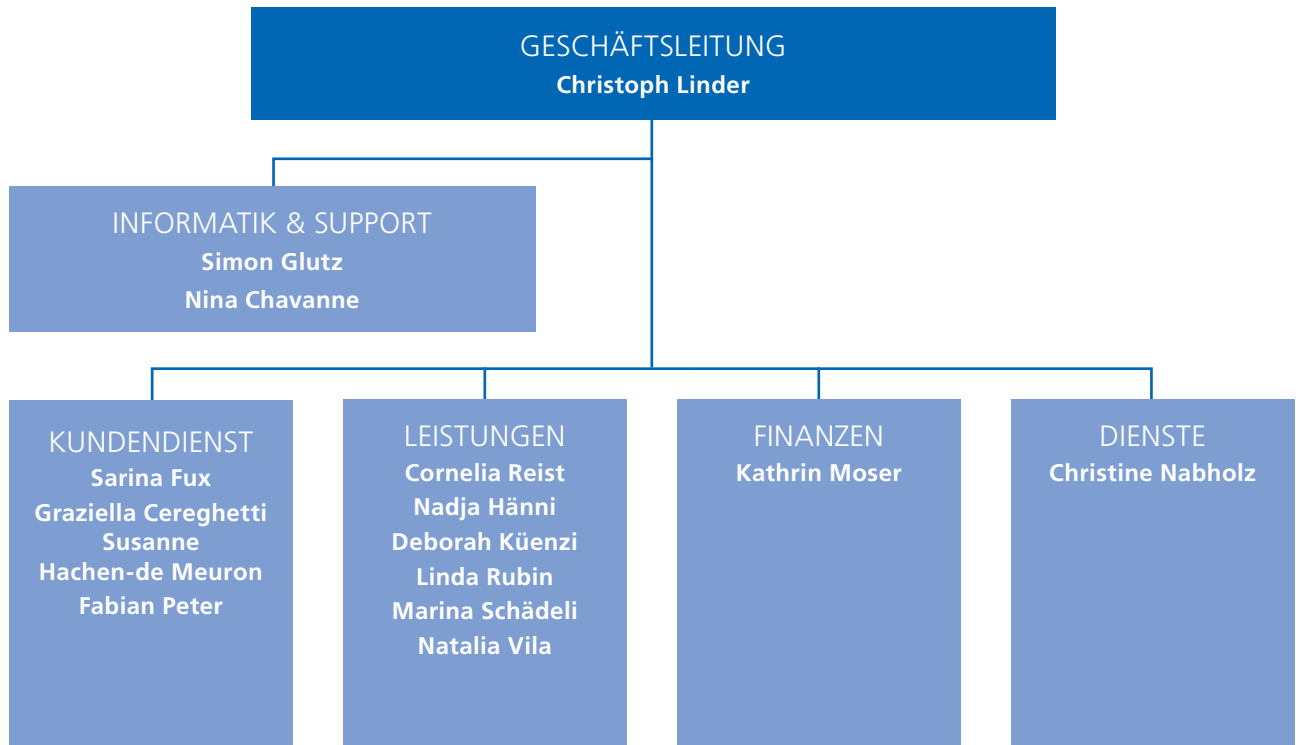 GESCHÄFTSLEITUNG
Christoph Linder
INFORMATIK & SUPPORT
Simon Glutz
Nina Chavanne
KUNDENDIENST
Sarina Fux
Graziella Cereghetti
Susanne
Hachen-de Meuron
Fabian Peter
LEISTUNGEN
Cornelia Reist
Nadja Hänni
Deborah Küenzi
Linda Rubin
Marina Schädeli
Natalia Vila
FINANZEN
Kathrin Moser
DIENSTE
Christine Nabholz